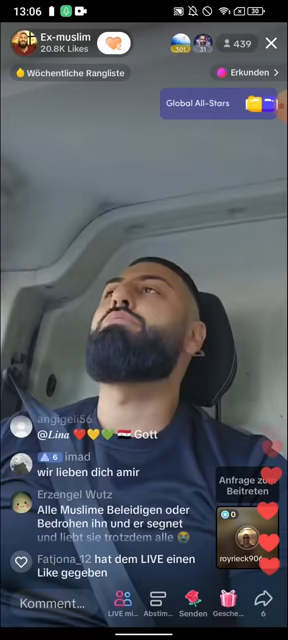 13:06
30
Ex-muslim
20.8K Likes
301
31
439
Wöchentliche Rangliste
Erkunden >
Global All-Stars
angigeli56
@Lina ❤️💛💚🇪🇬 Gott
6 imad
wir lieben dich amir
Erzengel Wutz
Alle Muslime Beleidigen oder
Bedrohen ihn und er segnet
und liebt sie trotzdem alle 😭
Fatjona_12 hat dem LIVE einen
Like gegeben
Anfrage zum
Beitreten
0
royrieck906
Komment...
LIVE mi...
Abstim...
Senden
Gesche...
6